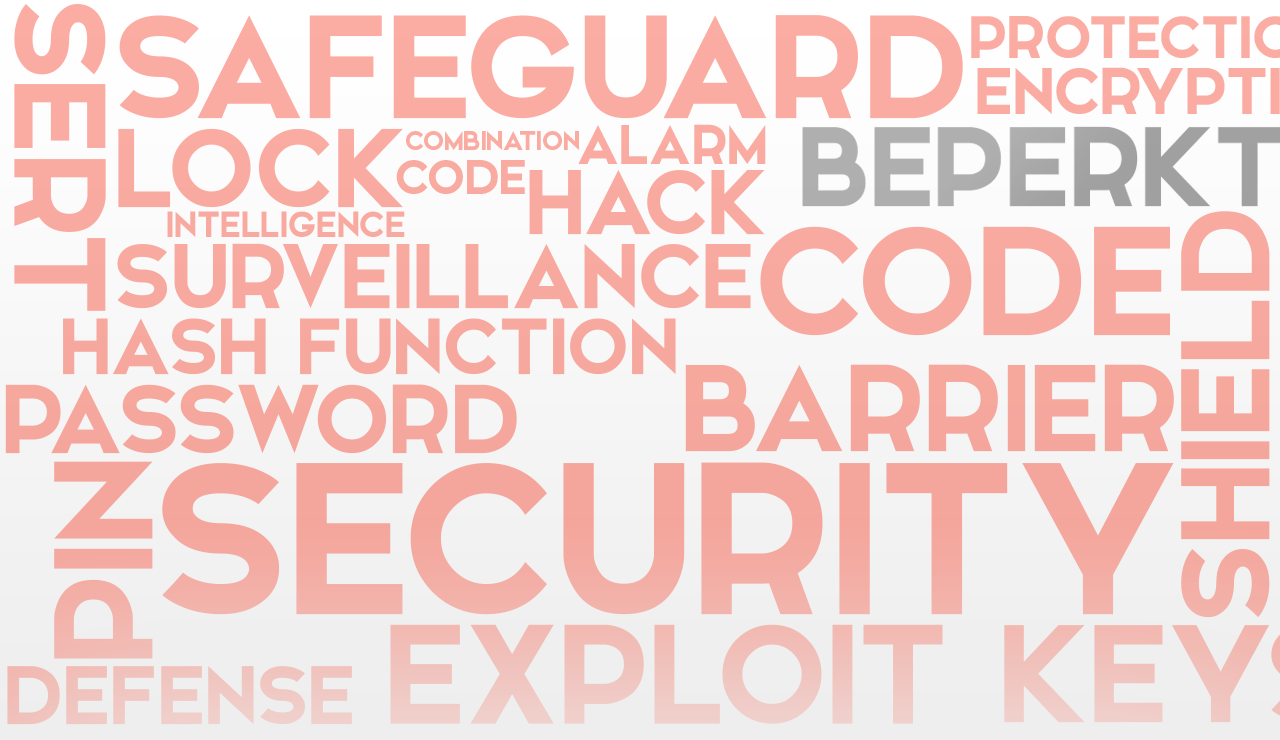 SERT
SAFEGUARD
PROTECTIO
ENCRYPTI
LOCK
COMBINATION
CODE
ALARM
HACK
BEPERKT
INTELLIGENCE
SURVEILLANCE
CODE
SHIELD
HASH FUNCTION
PASSWORD
BARRIER
PIN
SECURITY
DEFENSE
EXPLOIT
KEYS